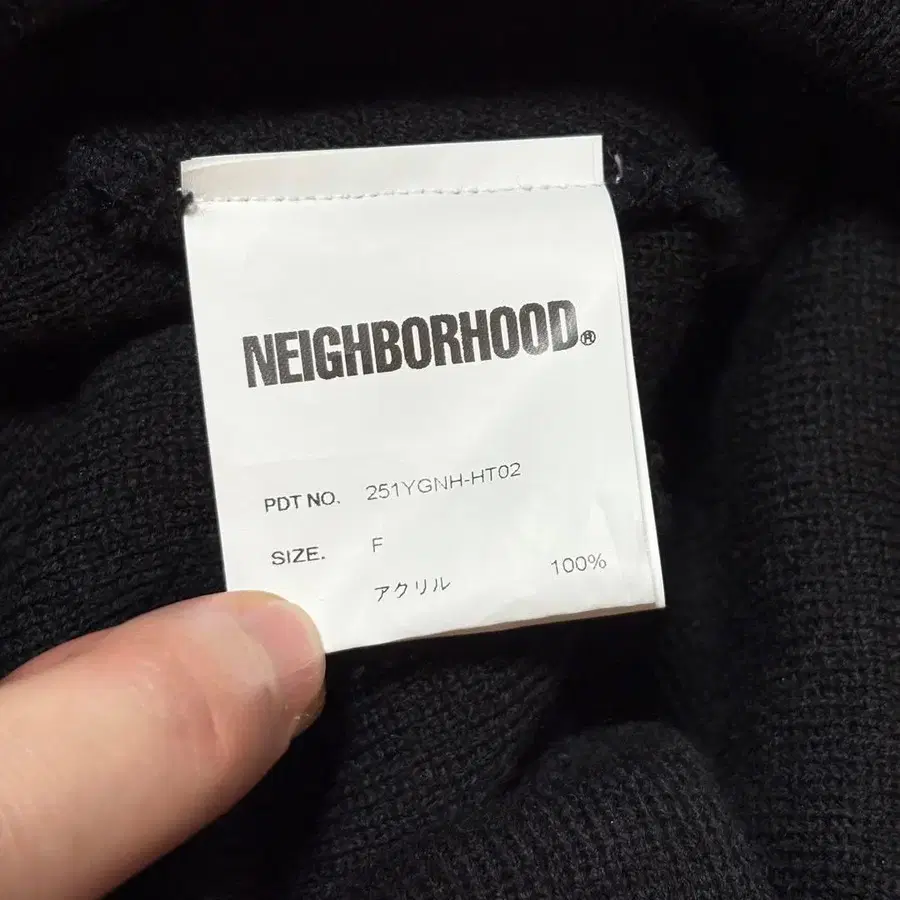 NEIGHBORHOOD®
PDT NO. 251YGNH-HT02
SIZE. F
アクリル 100%